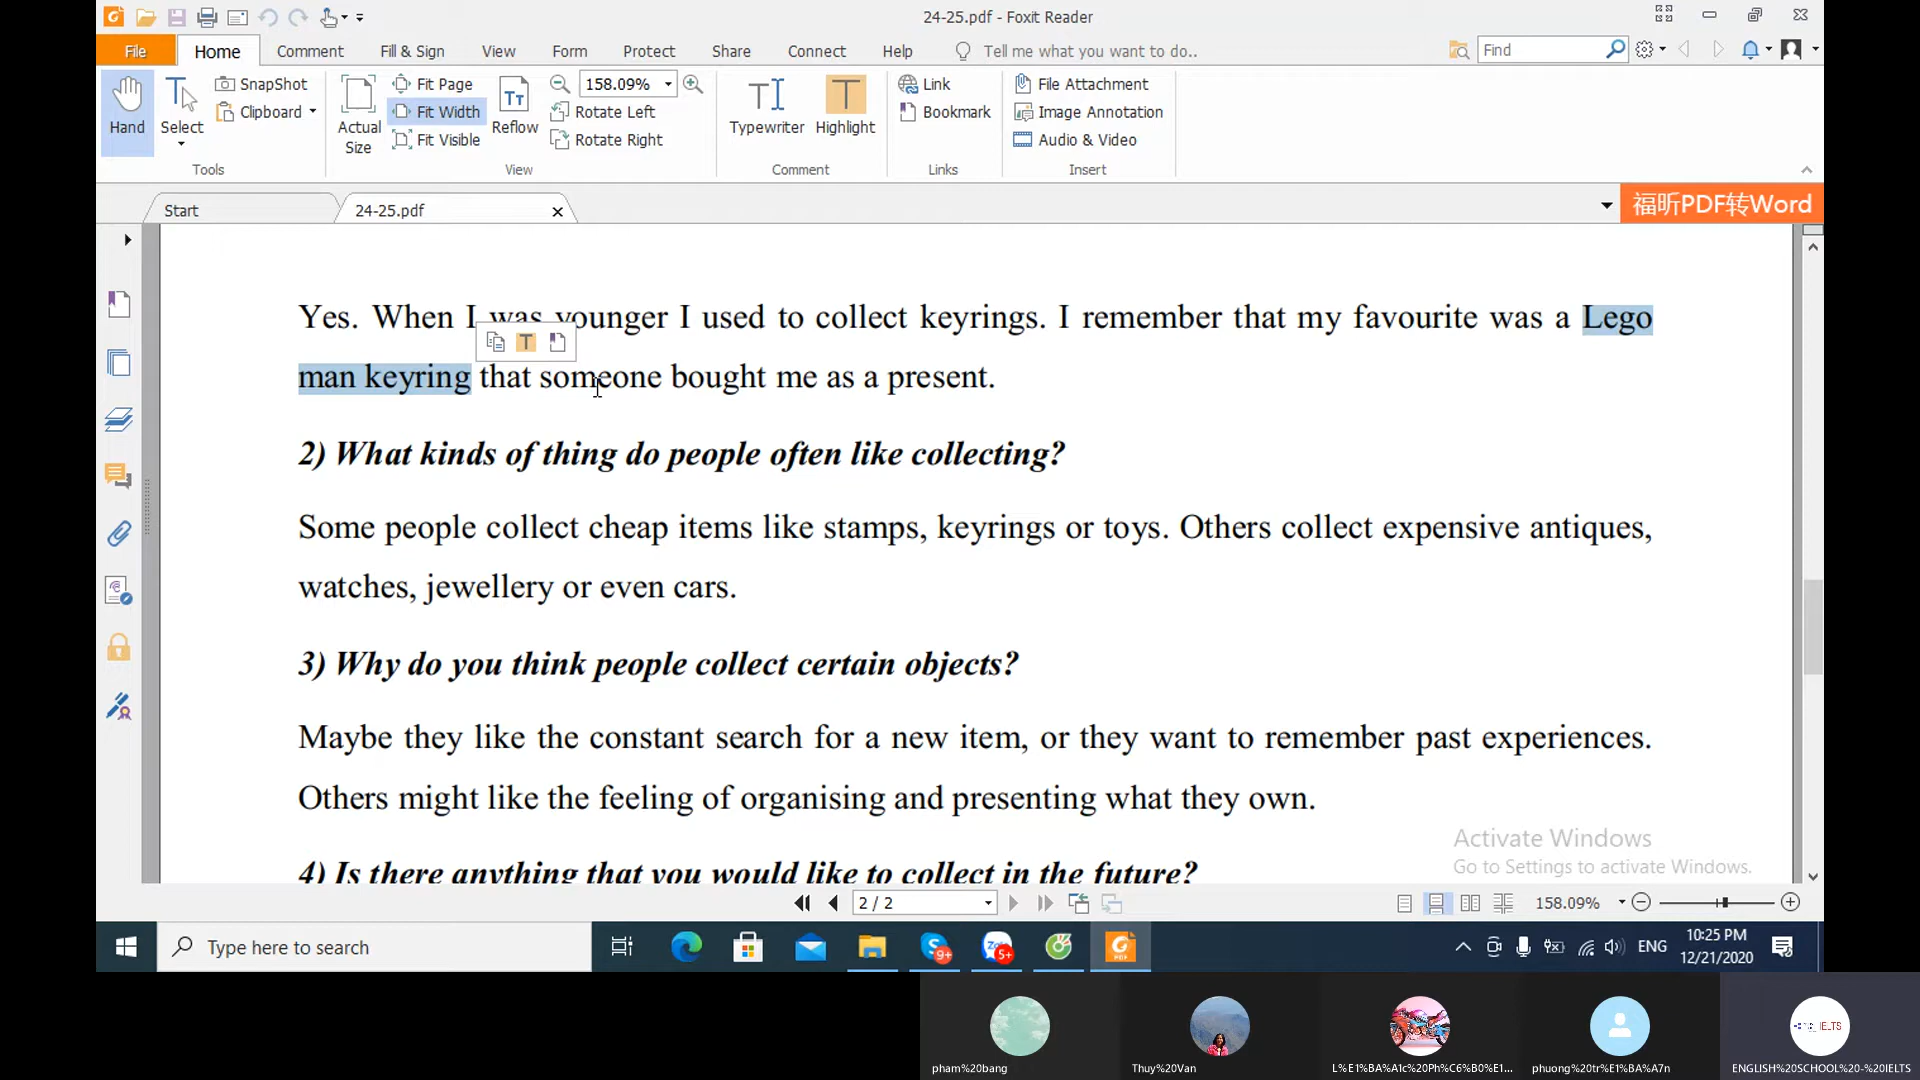 24-25.pdf - Foxit Reader
File Home Comment Fill & Sign View Form Protect Share Connect Help Tell me what you want to do.. Find
Hand
Select
SnapShot
Clipboard
Tools
Actual Size
Fit Page
Fit Width
Fit Visible
Reflow
158.09%
Rotate Left
Rotate Right
View
Typewriter
Highlight
Comment
Link
Bookmark
Links
File Attachment
Image Annotation
Audio & Video
Insert
Start
24-25.pdf
福昕PDF转Word
Yes. When I was younger I used to collect keyrings. I remember that my favourite was a Lego
man keyring that someone bought me as a present.
2) What kinds of thing do people often like collecting?
Some people collect cheap items like stamps, keyrings or toys. Others collect expensive antiques,
watches, jewellery or even cars.
3) Why do you think people collect certain objects?
Maybe they like the constant search for a new item, or they want to remember past experiences.
Others might like the feeling of organising and presenting what they own.
4) Is there anything that you would like to collect in the future?
Activate Windows
Go to Settings to activate Windows.
2 / 2
158.09%
Type here to search
9+
5+
PDF
ENG
10:25 PM
12/21/2020
pham%20bang
Thuy%20Van
L%E1%BA%A1c%20Ph%C6%B0%E1...
phuong%20tr%E1%BA%A7n
IELTS
ENGLISH%20SCHOOL%20-%20IELTS